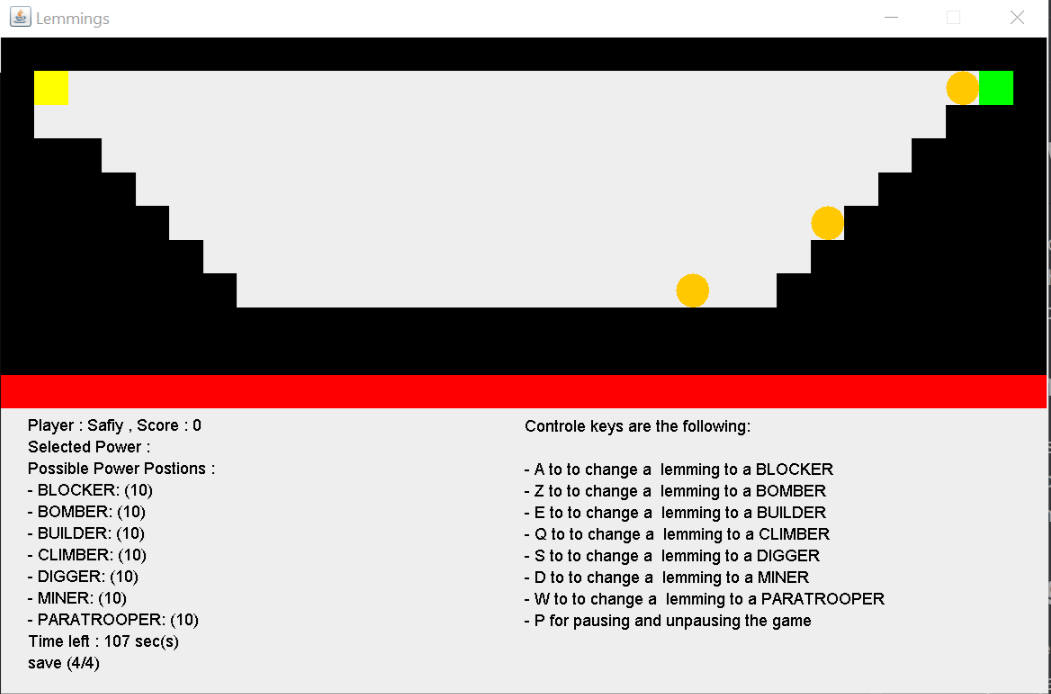 Lemmings
Player : Safiy , Score : 0
Selected Power :
Possible Power Postions :
- BLOCKER: (10)
- BOMBER: (10)
- BUILDER: (10)
- CLIMBER: (10)
- DIGGER: (10)
- MINER: (10)
- PARATROOPER: (10)
Time left : 107 sec(s)
save (4/4)
Controle keys are the following:
- A to to change a  lemming to a BLOCKER
- Z to to change a  lemming to a BOMBER
- E to to change a  lemming to a BUILDER
- Q to to change a  lemming to a CLIMBER
- S to to change a  lemming to a DIGGER
- D to to change a  lemming to a MINER
- W to to change a  lemming to a PARATROOPER
- P for pausing and unpausing the game